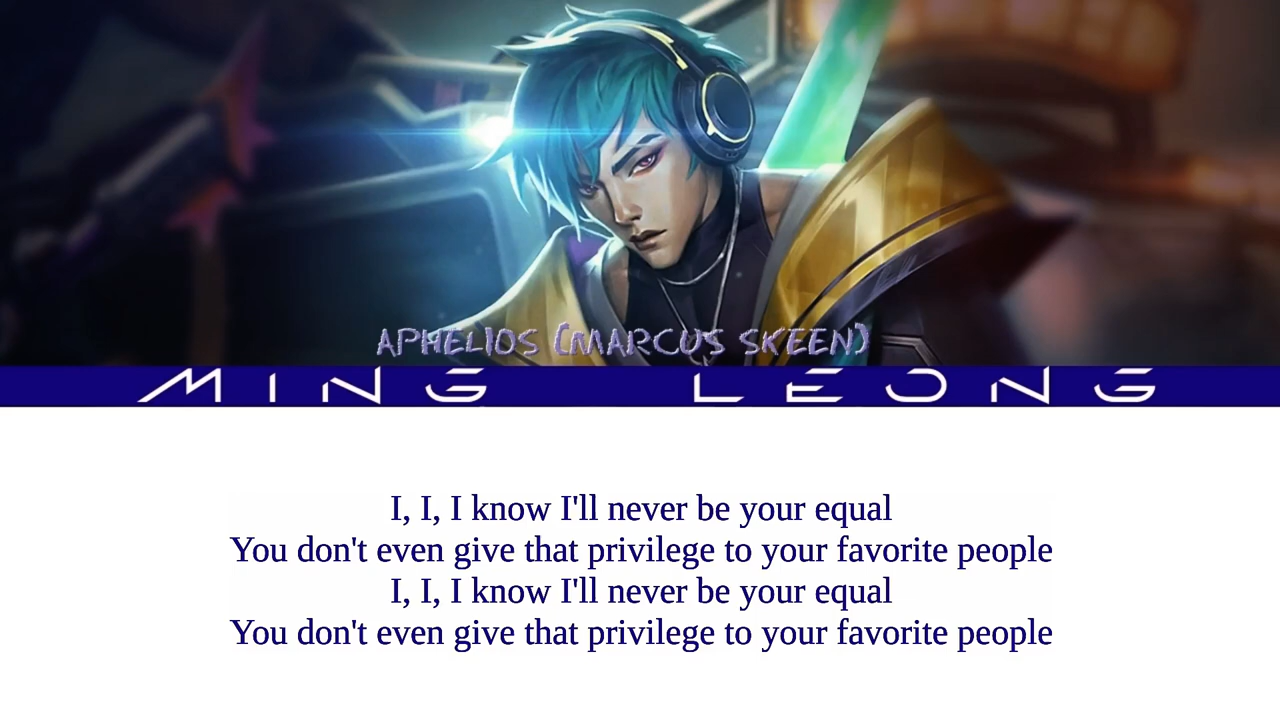 APHELIOS (MARCUS SKEEN)
MING LEONG
I, I, I know I'll never be your equal
You don't even give that privilege to your favorite people
I, I, I know I'll never be your equal
You don't even give that privilege to your favorite people